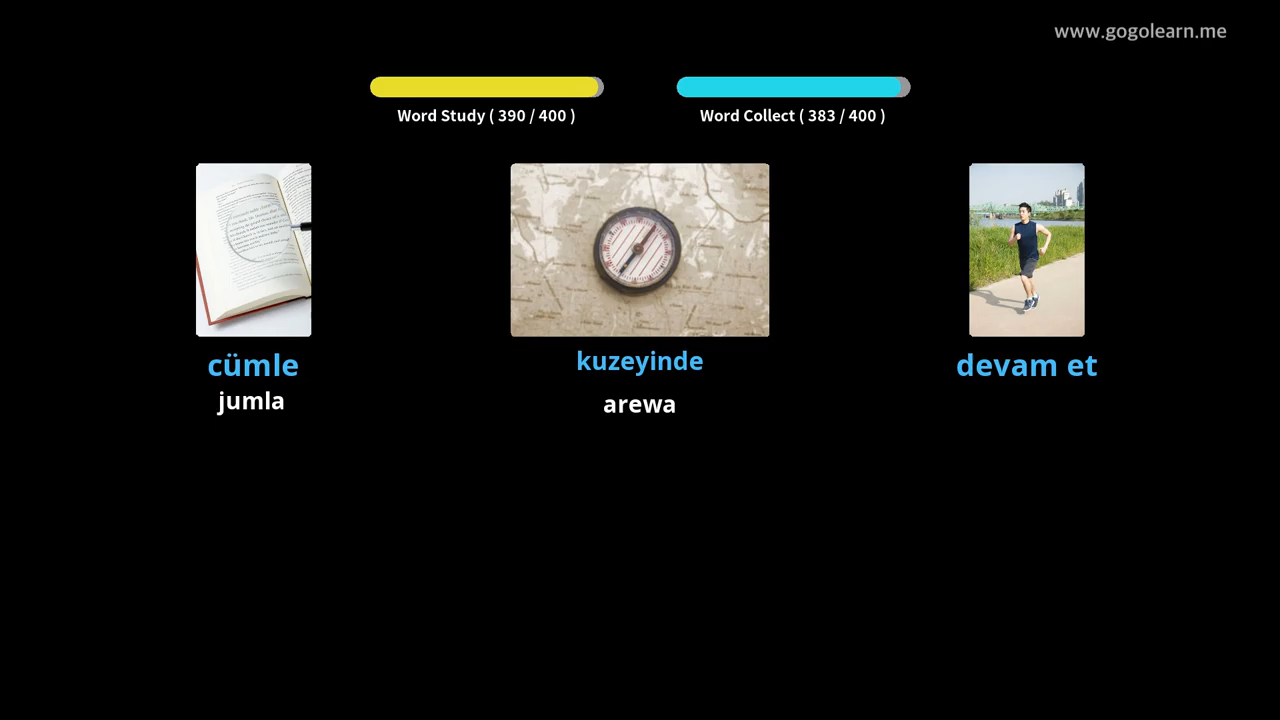 www.gogolearn.me
Word Study ( 390 / 400 )
Word Collect ( 383 / 400 )
cümle
jumla
kuzeyinde
arewa
devam et